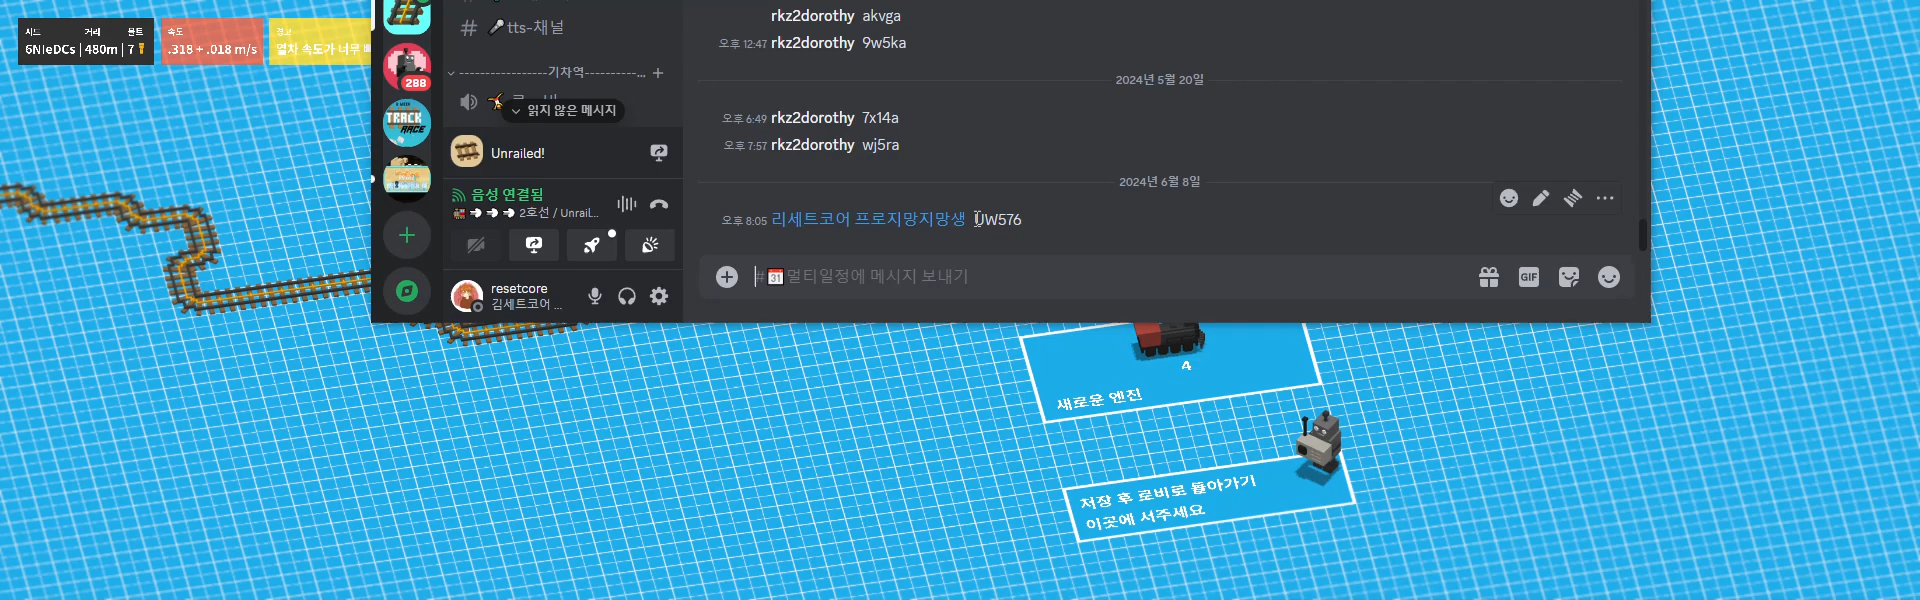 시드
거리
볼트
6NIeDCs
480m
7
속도
.318 + .018 m/s
경고
열차 속도가 너무
288
TRACK
RACE
# 🎤tts-채널
-----------------기차역----------...
읽지 않은 메시지
Unrailed!
음성 연결됨
2호선 / Unrail...
resetcore
김세트코어 ...
rkz2dorothy akvga
오후 12:47 rkz2dorothy 9w5ka
2024년 5월 20일
오후 6:49 rkz2dorothy 7x14a
오후 7:57 rkz2dorothy wj5ra
2024년 6월 8일
오후 8:05 리세트코어 프로지망지망생 UW576
#📅멀티일정에 메시지 보내기
GIF
4
새로운 엔진
저장 후 로비로 돌아가기
이곳에 서주세요